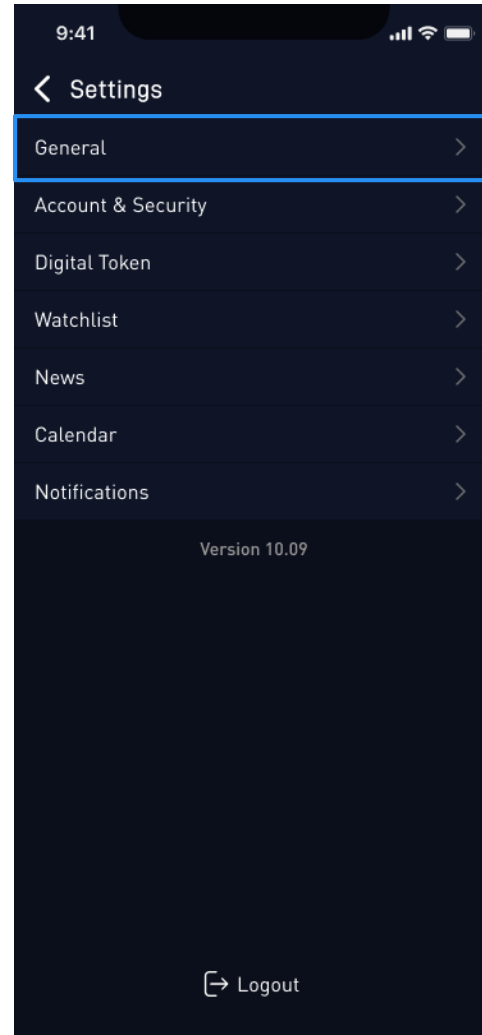 9:41
Settings
General
Account & Security
Digital Token
Watchlist
News
Calendar
Notifications
Version 10.09
Logout